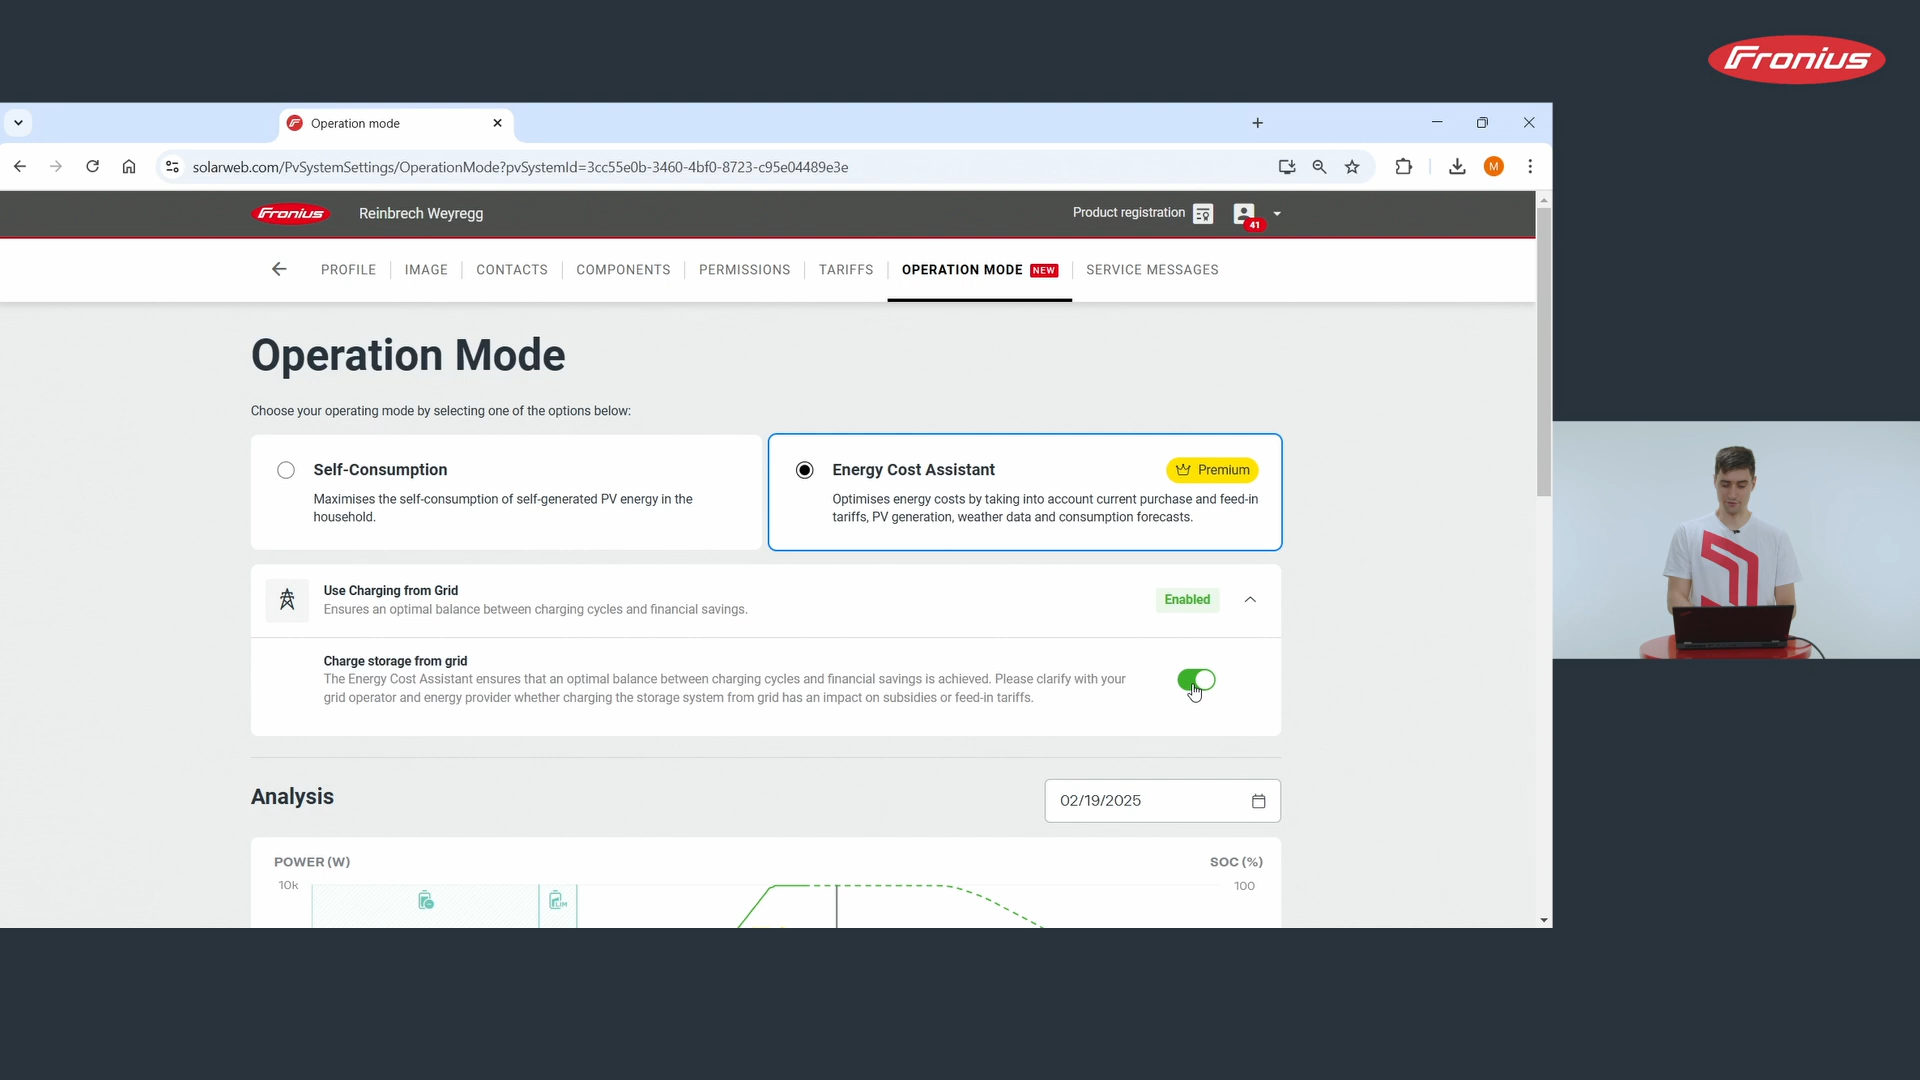 Fronius
Operation mode
solarweb.com/PvSystemSettings/OperationMode?pvSystemId=3cc55e0b-3460-4bf0-8723-c95e04489e3e
M
Fronius
Reinbrech Weyregg
Product registration
41
PROFILE
IMAGE
CONTACTS
COMPONENTS
PERMISSIONS
TARIFFS
OPERATION MODE NEW
SERVICE MESSAGES
Operation Mode
Choose your operating mode by selecting one of the options below:
Self-Consumption
Maximises the self-consumption of self-generated PV energy in the
household.
Energy Cost Assistant
Premium
Optimises energy costs by taking into account current purchase and feed-in
tariffs, PV generation, weather data and consumption forecasts.
Use Charging from Grid
Ensures an optimal balance between charging cycles and financial savings.
Enabled
Charge storage from grid
The Energy Cost Assistant ensures that an optimal balance between charging cycles and financial savings is achieved. Please clarify with your
grid operator and energy provider whether charging the storage system from grid has an impact on subsidies or feed-in tariffs.
Analysis
02/19/2025
POWER (W)
SOC (%)
10k
100
LIM